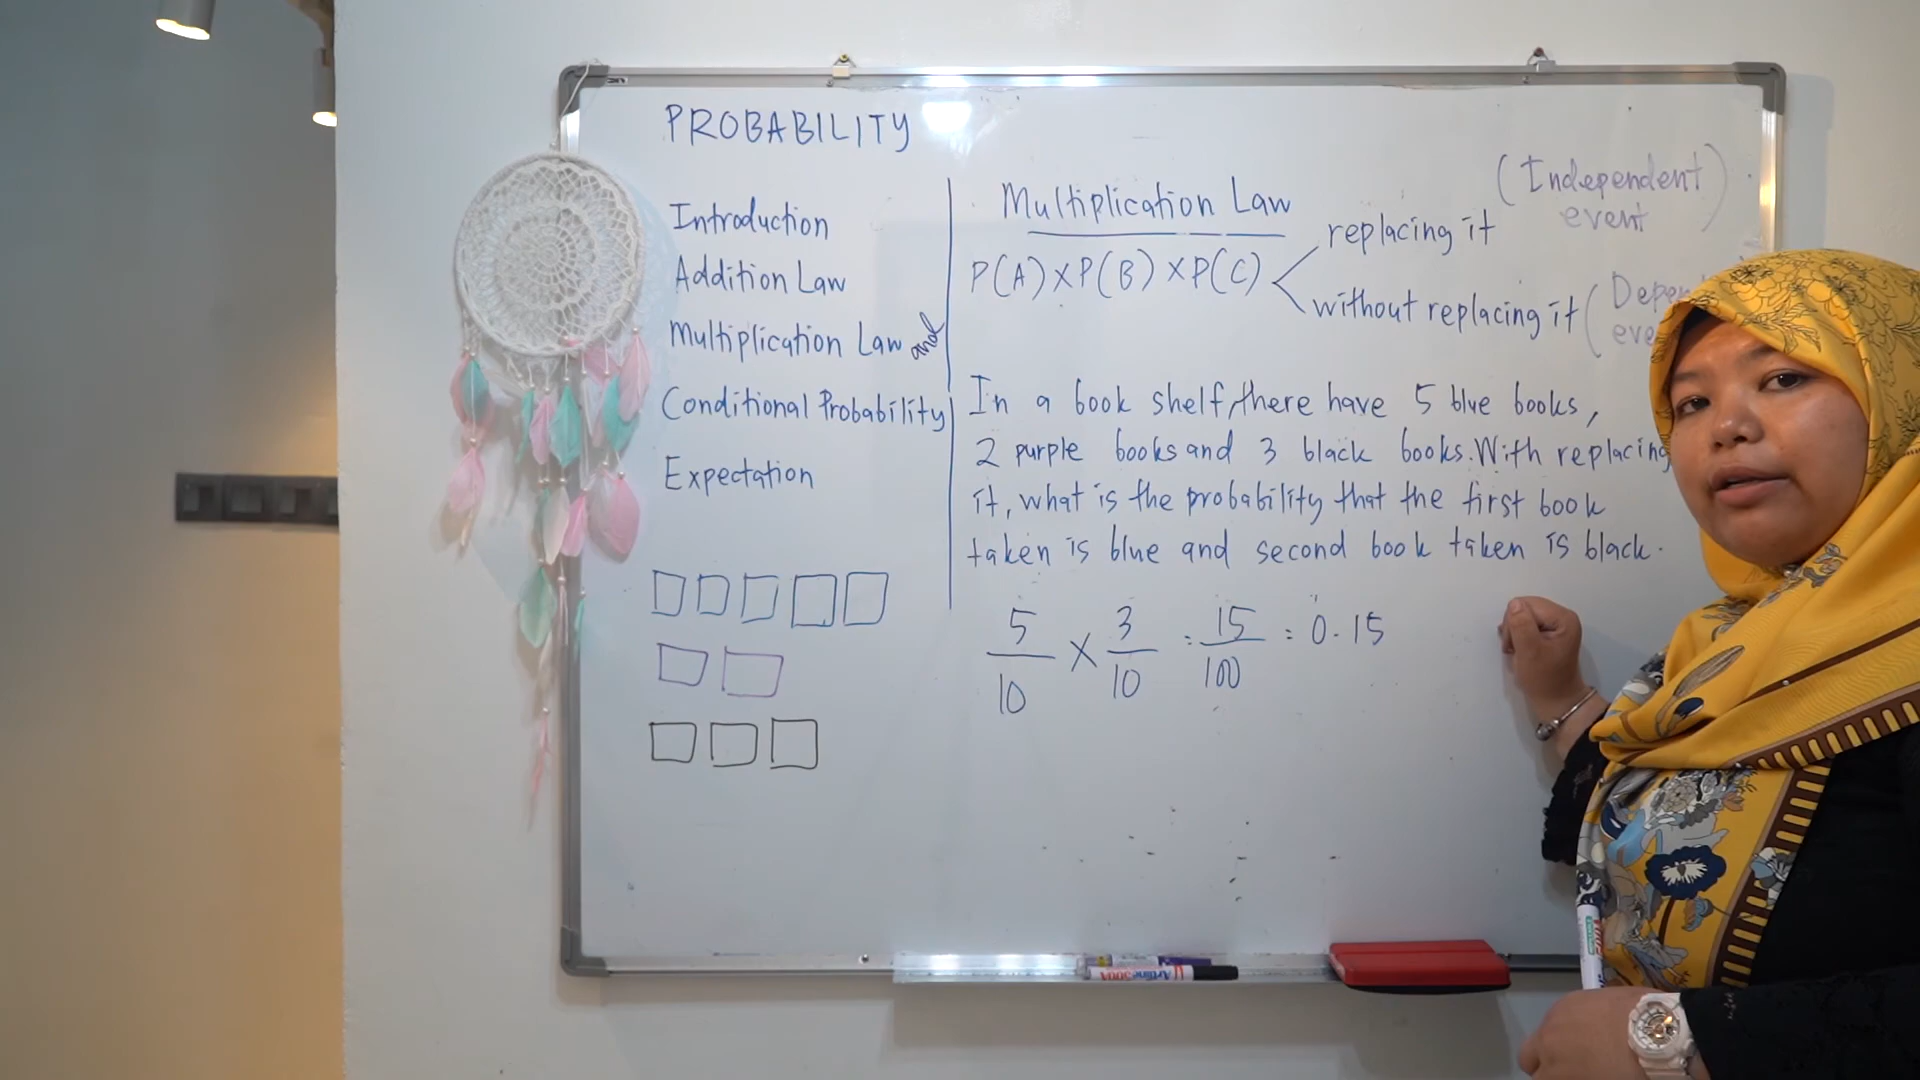 PROBABILITY
Introduction
Addition Law
Multiplication Law and
Conditional Probability
Expectation
Multiplication Law
P(A) X P(B) X P(C)
replacing it
(Independent
event)
without replacing it
In a book shelf, there have 5 blue books,
2 purple books and 3 black books. With replacing
it, what is the probability that the first book
taken is blue and second book taken is black.
5/10 X 3/10 = 15/100 = 0.15
Artline 500A